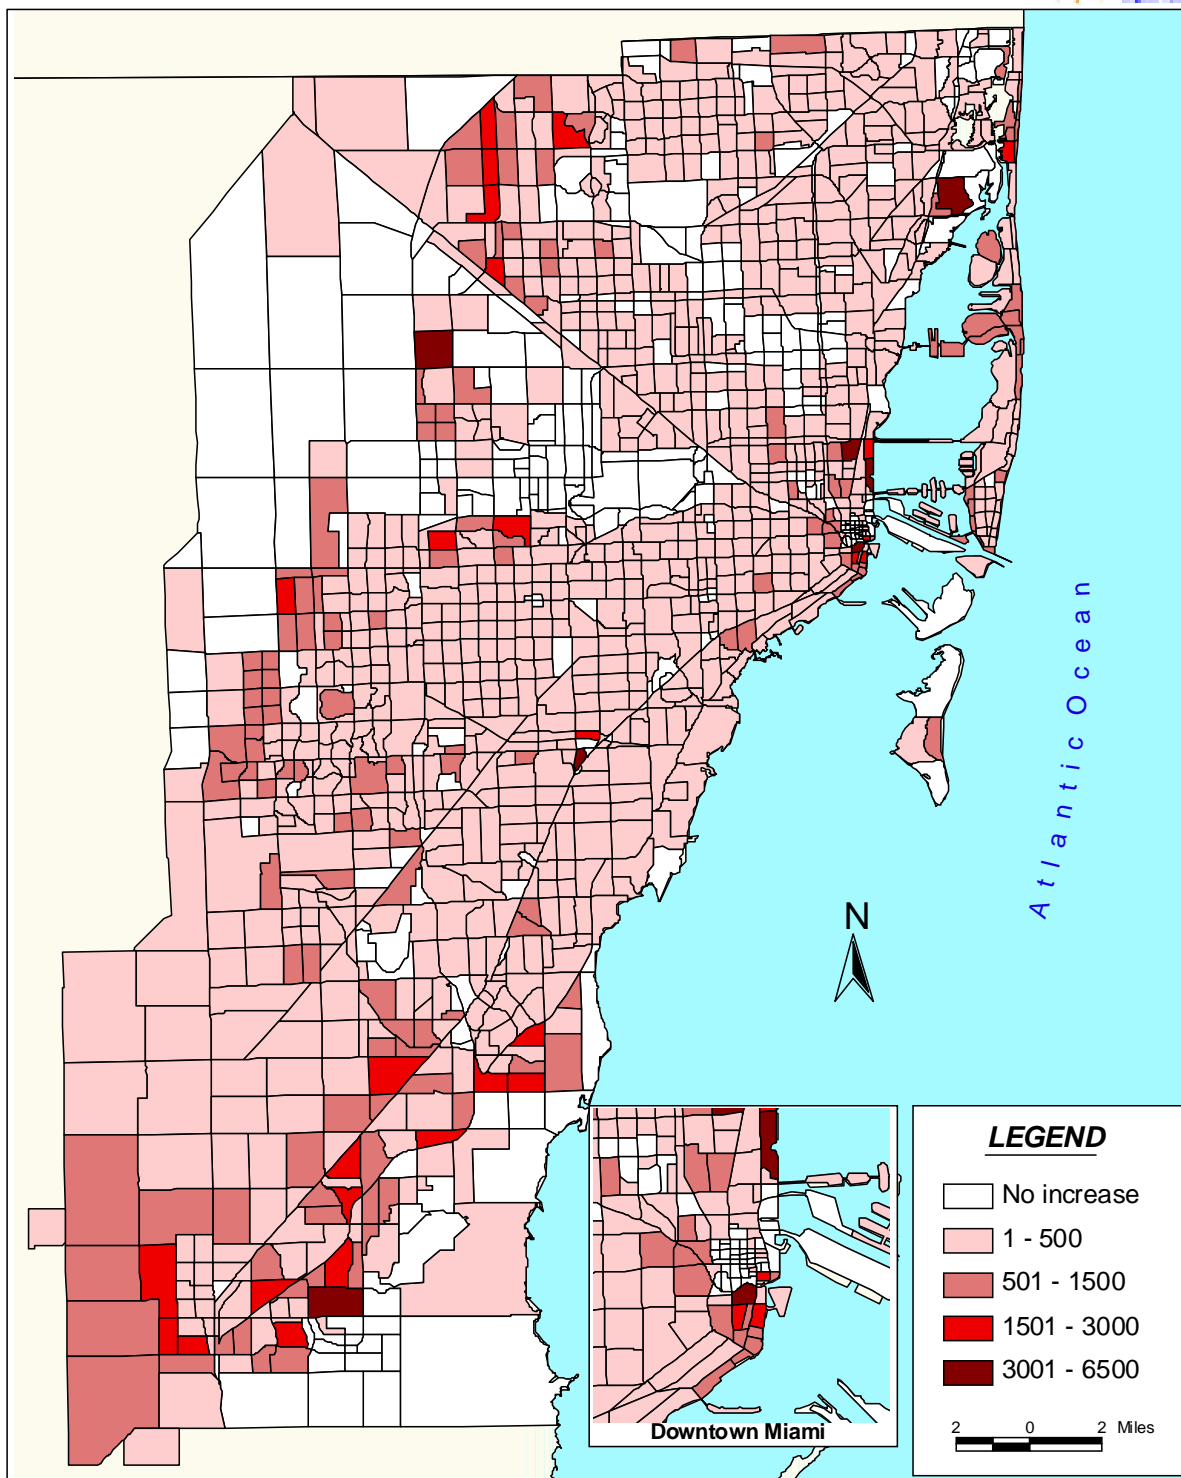 Atlantic Ocean
N
LEGEND
No increase
1 - 500
501 - 1500
1501 - 3000
3001 - 6500
2 0 2 Miles
Downtown Miami